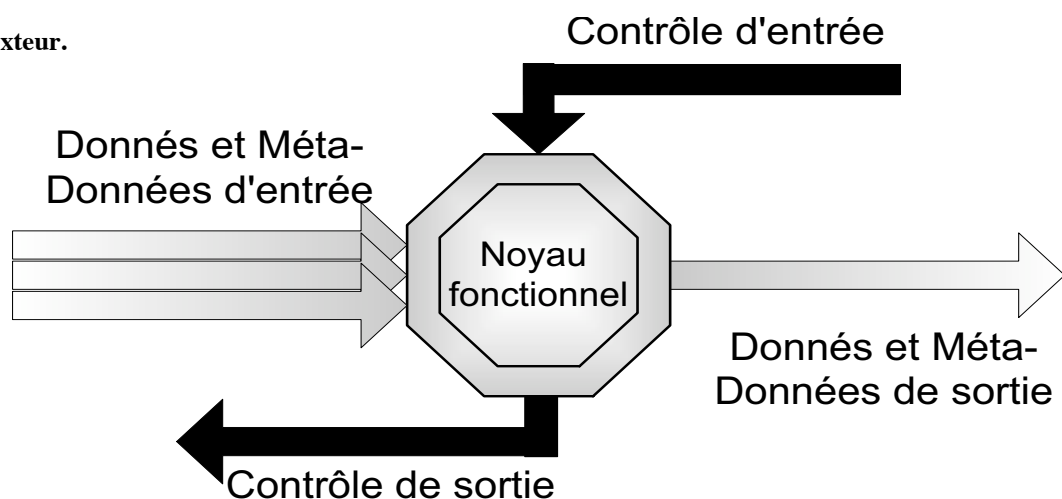 xteur.
Contrôle d'entrée
Donnés et Méta-
Données d'entrée
Noyau
fonctionnel
Donnés et Méta-
Données de sortie
Contrôle de sortie